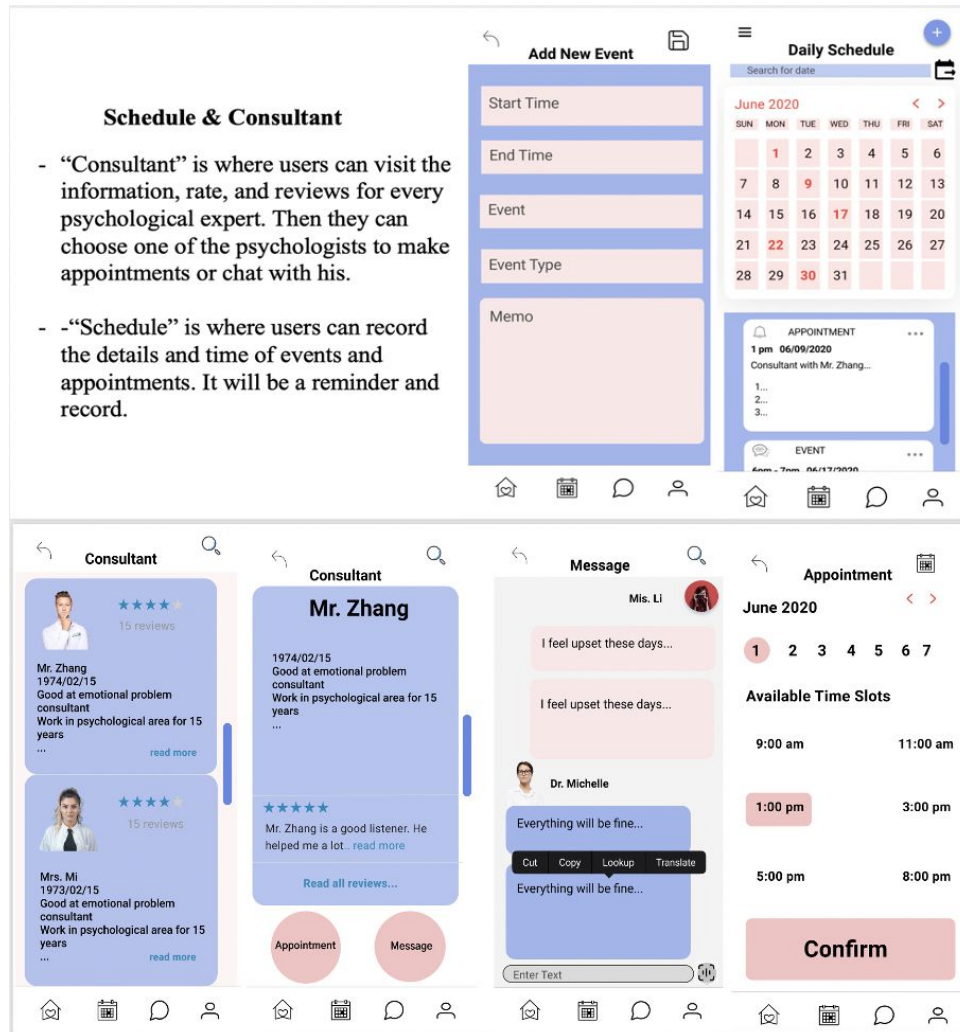 Schedule & Consultant
- “Consultant” is where users can visit the
information, rate, and reviews for every
psychological expert. Then they can
choose one of the psychologists to make
appointments or chat with his.
- -“Schedule” is where users can record
the details and time of events and
appointments. It will be a reminder and
record.
Add New Event
Start Time
End Time
Event
Event Type
Memo
Daily Schedule
+
Search for date
June 2020 < >
SUN MON TUE WED THU FRI SAT
1 2 3 4 5 6
7 8 9 10 11 12 13
14 15 16 17 18 19 20
21 22 23 24 25 26 27
28 29 30 31
APPOINTMENT
1 pm 06/09/2020
Consultant with Mr. Zhang...
1...
2...
3...
EVENT
6pm - 7pm 06/17/2020
Consultant
15 reviews
Mr. Zhang
1974/02/15
Good at emotional problem
consultant
Work in psychological area for 15
years
...
read more
15 reviews
Mrs. Mi
1973/02/15
Good at emotional problem
consultant
Work in psychological area for 15
years
...
read more
Consultant
Mr. Zhang
1974/02/15
Good at emotional problem
consultant
Work in psychological area for 15
years
...
Mr. Zhang is a good listener. He
helped me a lot.. read more
Read all reviews...
Appointment
Message
Message
Mis. Li
I feel upset these days...
I feel upset these days...
Dr. Michelle
Everything will be fine...
Cut Copy Lookup Translate
Everything will be fine...
Enter Text
Appointment
June 2020 < >
1 2 3 4 5 6 7
Available Time Slots
9:00 am 11:00 am
1:00 pm 3:00 pm
5:00 pm 8:00 pm
Confirm